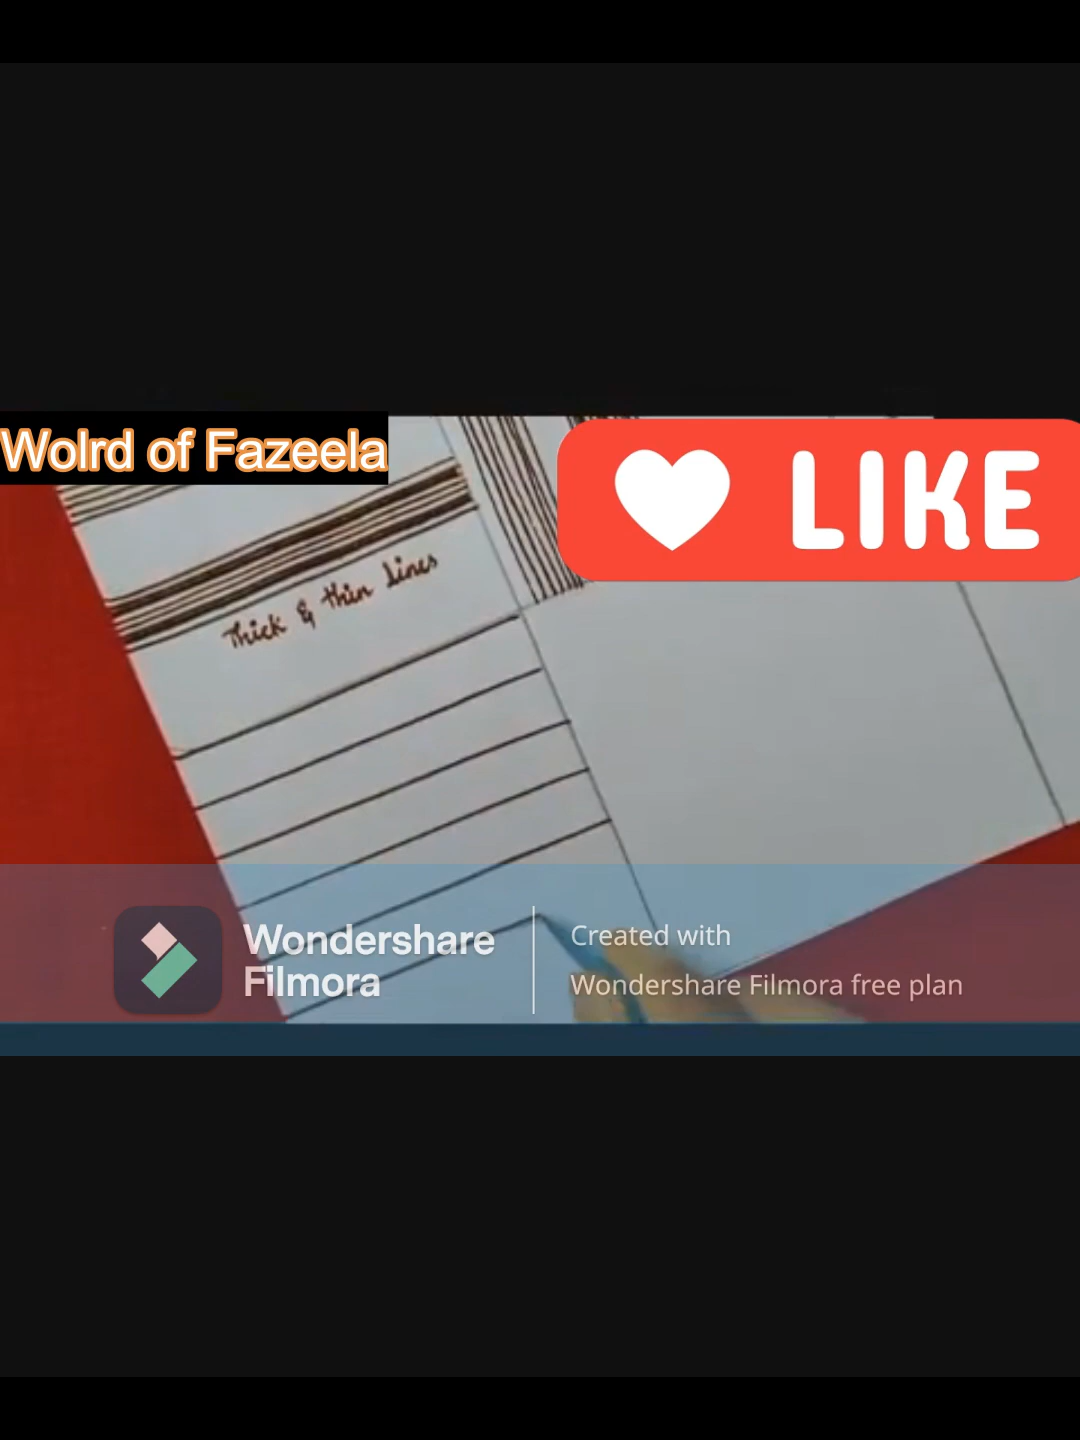 Wolrd of Fazeela
LIKE
Thick & thin lines
Wondershare
Filmora
Created with
Wondershare Filmora free plan